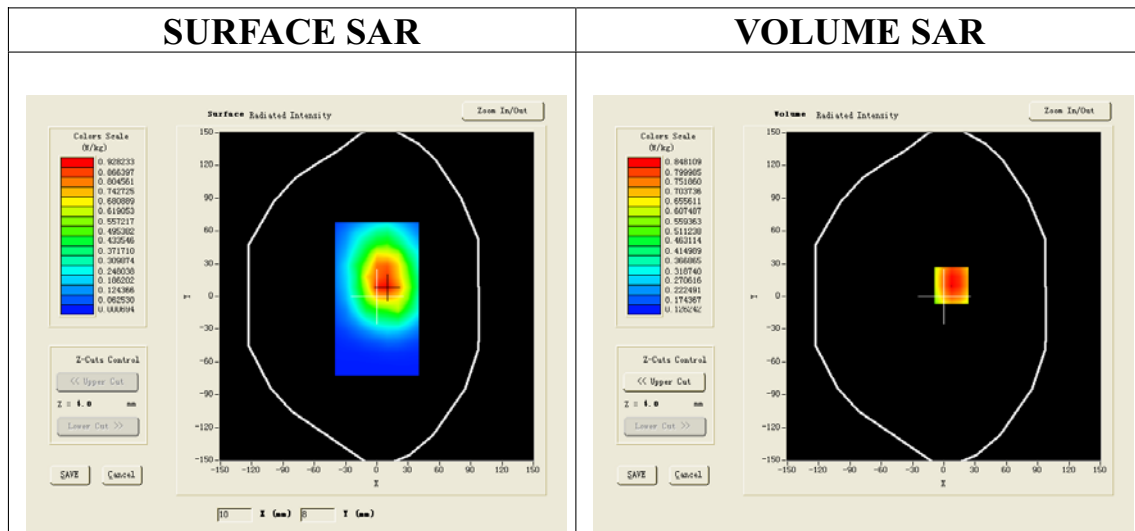 SURFACE SAR
VOLUME SAR
Surface Radiated Intensity
Zoom In/Out
Colors Scale
(W/kg)
0.928233
0.866397
0.804561
0.742725
0.680889
0.619053
0.557217
0.495382
0.433546
0.371710
0.309874
0.248038
0.186202
0.124366
0.062530
0.000694
150
120
90
60
30
0
-30
-60
-90
-120
-150
Y
-150 -120 -90 -60 -30 0 30 60 90 120 150
X
Z-Cuts Control
<< Upper Cut
Z = 4.0 mm
Lower Cut >>
SAVE Cancel
10 X (mm) 8 Y (mm)
Volume Radiated Intensity
Zoom In/Out
Colors Scale
(W/kg)
0.848109
0.799985
0.751860
0.703736
0.655611
0.607487
0.559363
0.511238
0.463114
0.414989
0.366865
0.318740
0.270616
0.222491
0.174367
0.126242
150
120
90
60
30
0
-30
-60
-90
-120
-150
Y
-150 -120 -90 -60 -30 0 30 60 90 120 150
X
Z-Cuts Control
<< Upper Cut
Z = 4.0 mm
Lower Cut >>
SAVE Cancel